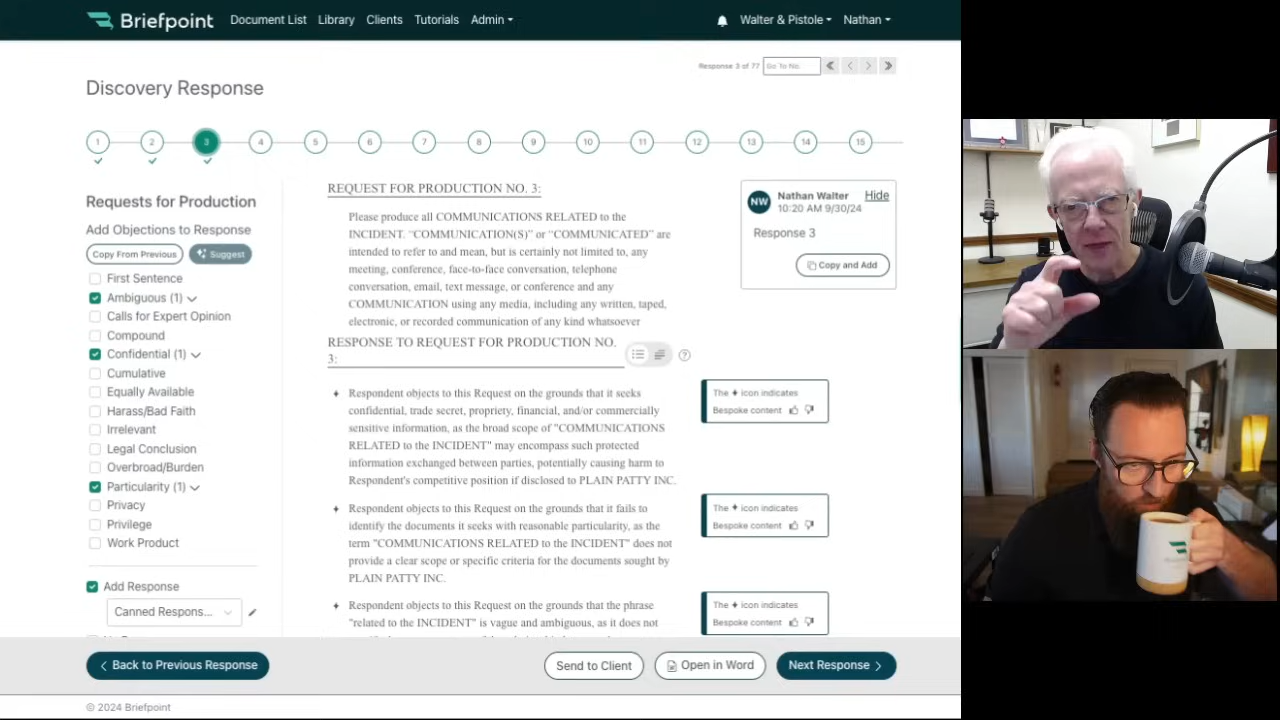 Briefpoint
Document List
Library
Clients
Tutorials
Admin
Walter & Pistole
Nathan
Response 3 of 77
Go To No.
Discovery Response
1
2
3
4
5
6
7
8
9
10
11
12
13
14
15
Requests for Production
Add Objections to Response
Copy From Previous
Suggest
First Sentence
Ambiguous (1)
Calls for Expert Opinion
Compound
Confidential (1)
Cumulative
Equally Available
Harass/Bad Faith
Irrelevant
Legal Conclusion
Overbroad/Burden
Particularity (1)
Privacy
Privilege
Work Product
Add Response
Canned Respons...
REQUEST FOR PRODUCTION NO. 3:
Please produce all COMMUNICATIONS RELATED to the
INCIDENT. "COMMUNICATION(S)" or "COMMUNICATED" are
intended to refer to and mean, but is certainly not limited to, any
meeting, conference, face-to-face conversation, telephone
conversation, email, text message, or conference and any
COMMUNICATION using any media, including any written, taped,
electronic, or recorded communication of any kind whatsoever
RESPONSE TO REQUEST FOR PRODUCTION NO.
3:
?
Respondent objects to this Request on the grounds that it seeks
confidential, trade secret, propriety, financial, and/or commercially
sensitive information, as the broad scope of "COMMUNICATIONS
RELATED to the INCIDENT" may encompass such protected
information exchanged between parties, potentially causing harm to
Respondent's competitive position if disclosed to PLAIN PATTY INC.
Respondent objects to this Request on the grounds that it fails to
identify the documents it seeks with reasonable particularity, as the
term "COMMUNICATIONS RELATED to the INCIDENT" does not
provide a clear scope or specific criteria for the documents sought by
PLAIN PATTY INC.
Respondent objects to this Request on the grounds that the phrase
"related to the INCIDENT" is vague and ambiguous, as it does not
NW
Nathan Walter
Hide
10:20 AM 9/30/24
Response 3
Copy and Add
The ✦ icon indicates
Bespoke content
The ✦ icon indicates
Bespoke content
The ✦ icon indicates
Bespoke content
Back to Previous Response
Send to Client
Open in Word
Next Response
© 2024 Briefpoint